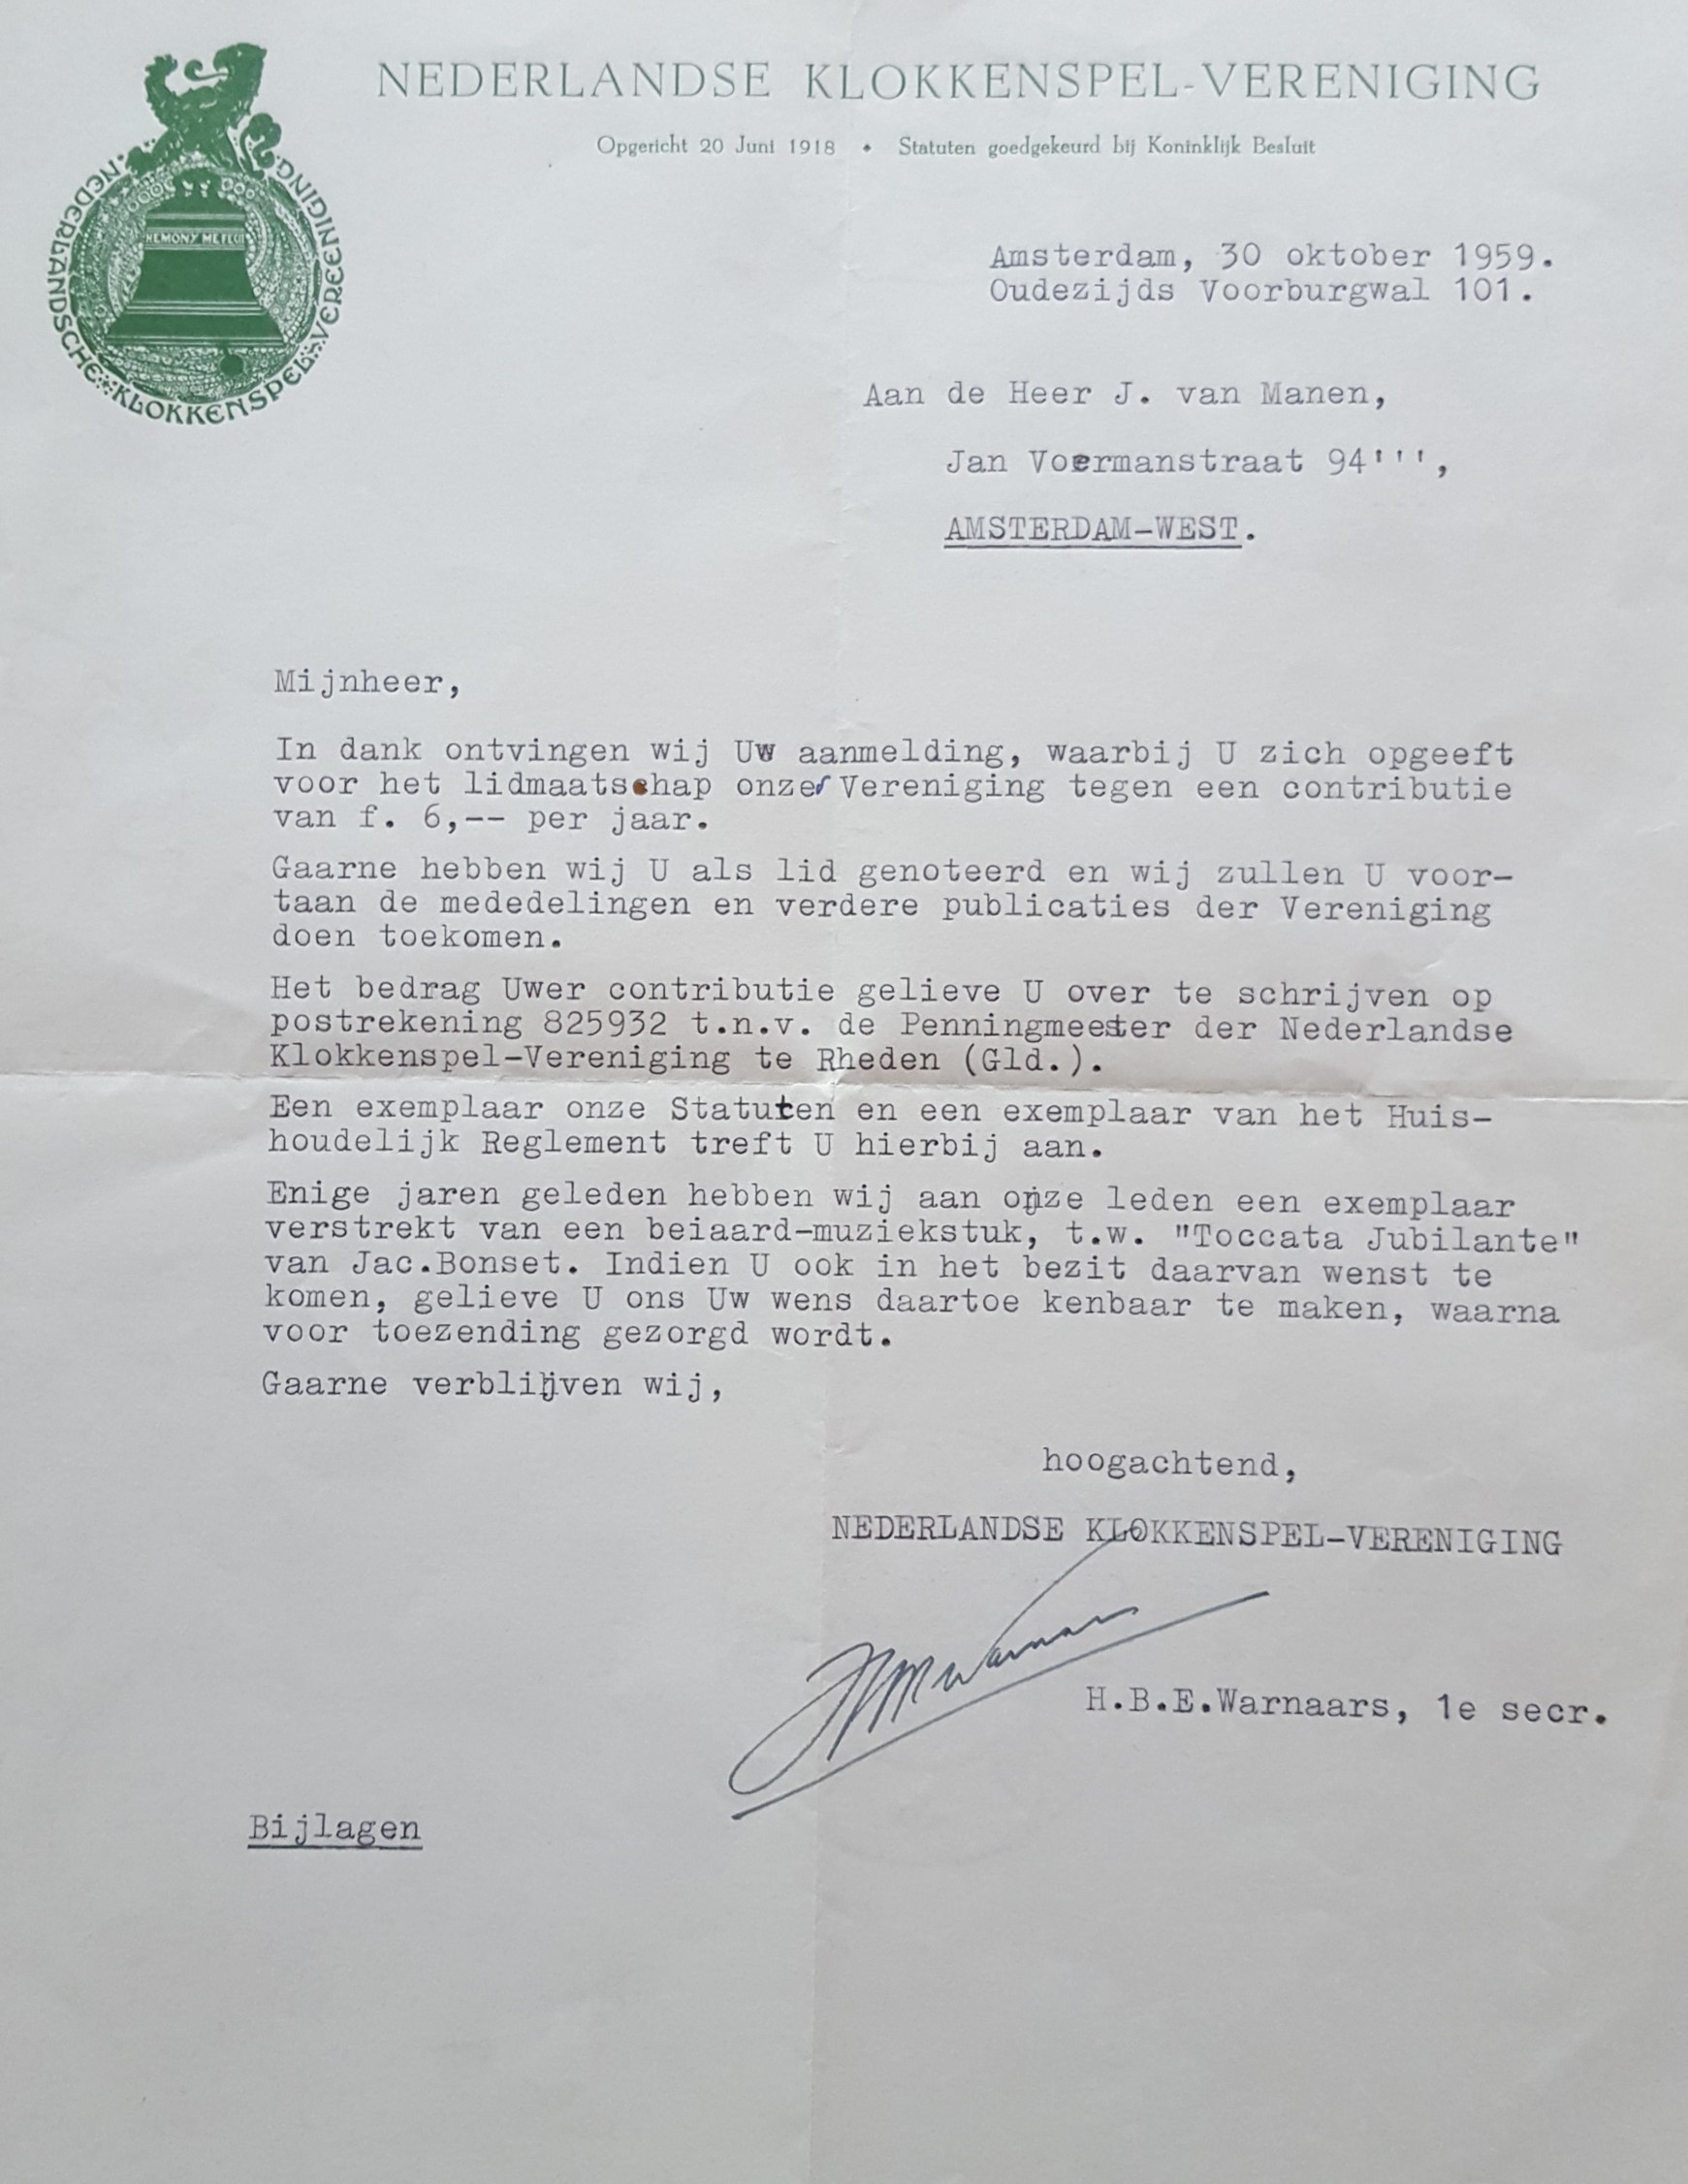 NEDERLANDSE KLOKKENSPEL-VERENIGING
Opgericht 20 Juni 1918 • Statuten goedgekeurd bij Koninklijk Besluit
NEDERLANDSCHE KLOKKENSPEL VEREENIGING
HEMONY ME FECIT
Amsterdam, 30 oktober 1959.
Oudezijds Voorburgwal 101.
Aan de Heer J. van Manen,
Jan Voermanstraat 94''',
AMSTERDAM-WEST.
Mijnheer,
In dank ontvingen wij Uw aanmelding, waarbij U zich opgeeft
voor het lidmaatschap onzer Vereniging tegen een contributie
van f. 6,-- per jaar.
Gaarne hebben wij U als lid genoteerd en wij zullen U voor-
taan de mededelingen en verdere publicaties der Vereniging
doen toekomen.
Het bedrag Uwer contributie gelieve U over te schrijven op
postrekening 825932 t.n.v. de Penningmeester der Nederlandse
Klokkenspel-Vereniging te Rheden (Gld.).
Een exemplaar onze Statuten en een exemplaar van het Huis-
houdelijk Reglement treft U hierbij aan.
Enige jaren geleden hebben wij aan onze leden een exemplaar
verstrekt van een beiaard-muziekstuk, t.w. "Toccata Jubilante"
van Jac.Bonset. Indien U ook in het bezit daarvan wenst te
komen, gelieve U ons Uw wens daartoe kenbaar te maken, waarna
voor toezending gezorgd wordt.
Gaarne verblijven wij,
hoogachtend,
NEDERLANDSE KLOKKENSPEL-VERENIGING
H.B.E.Warnaars, 1e secr.
Bijlagen